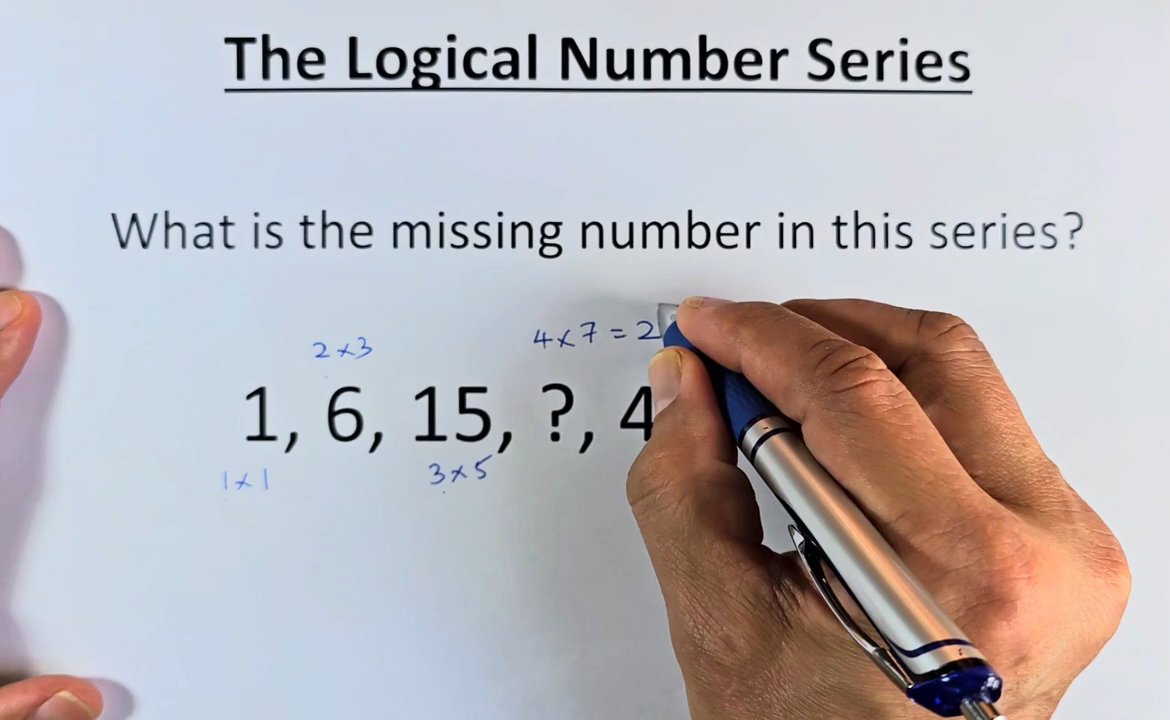 The Logical Number Series
What is the missing number in this series?
2 x 3
4 x 7 = 2
1, 6, 15, ?, 4
1 x 1
3 x 5